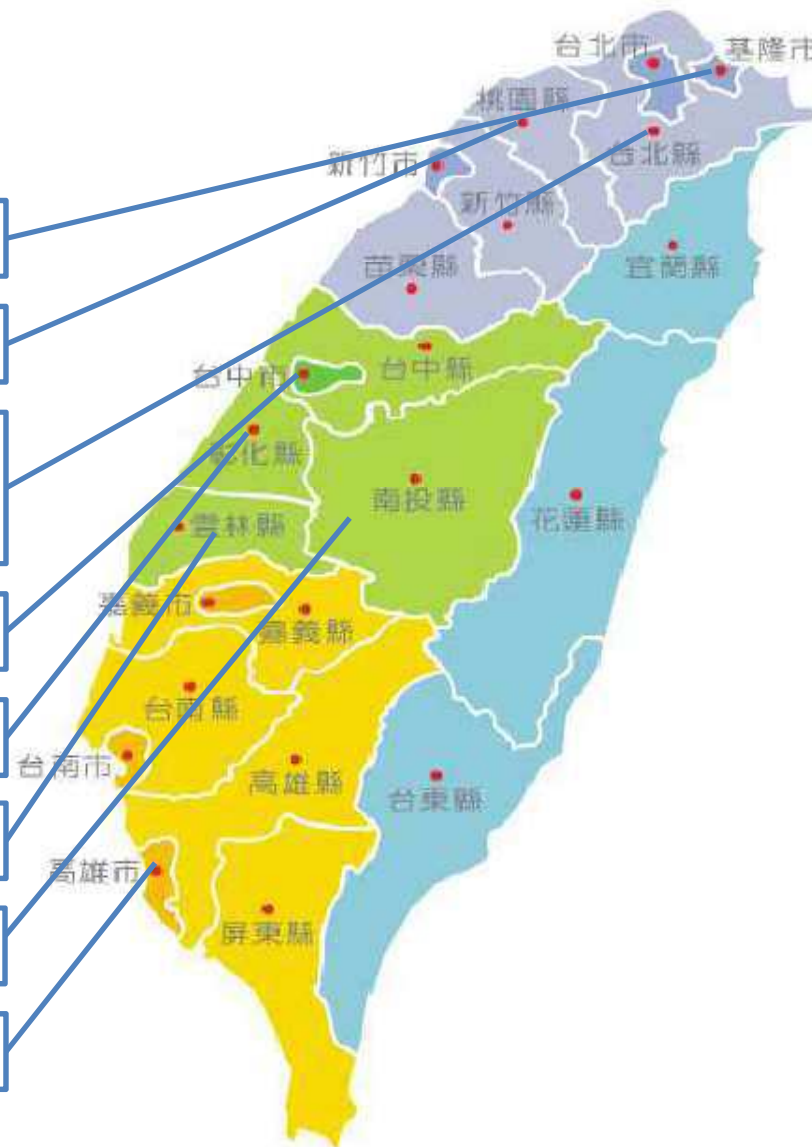 台北市
基隆市
桃園縣
台北縣
新竹市
新竹縣
宜蘭縣
苗栗縣
台中市
台中縣
彰化縣
南投縣
花蓮縣
雲林縣
嘉義市
嘉義縣
台南縣
台南市
高雄縣
台東縣
高雄市
屏東縣